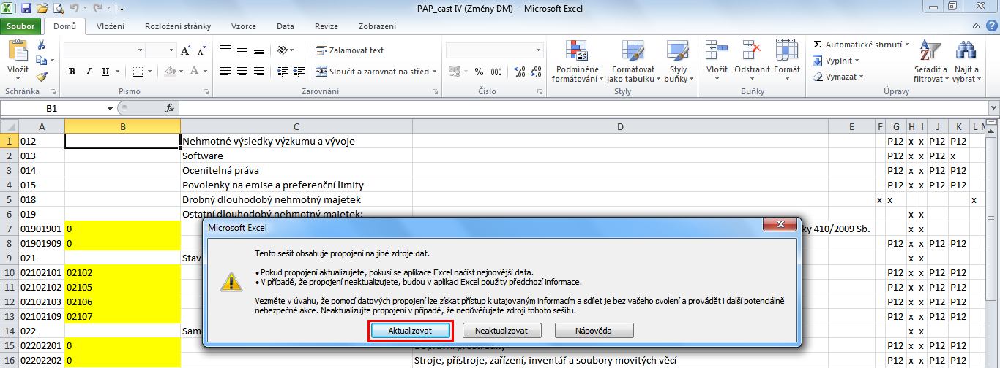 PAP_cast IV (Změny DM) - Microsoft Excel
Soubor Domů Vložení Rozložení stránky Vzorce Data Revize Zobrazení
Vložit
Schránka
B I U A A A
Písmo
Zalamovat text
Sloučit a zarovnat na střed
Zarovnání
% 000 ,00 ,0
Číslo
Podmíněné formátování
Formátovat jako tabulku
Styly buňky
Styly
Vložit Odstranit Formát
Buňky
Σ Automatické shrnutí
Vyplnit
Vymazat
Seřadit a filtrovat
Najít a vybrat
Úpravy
B1 fx
A B C D E F G H I J K L M
1 012 Nehmotné výsledky výzkumu a vývoje P12 x x P12 P12
2 013 Software P12 x x P12 x
3 014 Ocenitelná práva P12 x x P12 P12
4 015 Povolenky na emise a preferenční limity P12 x x P12 P12
5 018 Drobný dlouhodobý nehmotný majetek x x x
6 019 Ostatní dlouhodobý nehmotný majetek: x x
7 01901901 0 ky 410/2009 Sb. x x
8 01901909 0 P12 x x P12 P12
9 021 Stav x x
10 02102101 02102 P12 x x P12 P12
11 02102102 02105 P12 x x P12 P12
12 02102103 02106 P12 x x P12 P12
13 02102109 02107 P12 x x P12 P12
14 022 Sam x x
15 02202201 0 Dopravní prostředky P12 x x P12 P12
16 02202202 0 Stroje, přístroje, zařízení, inventář a soubory movitých věcí P12 x x P12 P12
Microsoft Excel
Tento sešit obsahuje propojení na jiné zdroje dat.
• Pokud propojení aktualizujete, pokusí se aplikace Excel načíst nejnovější data.
• V případě, že propojení neaktualizujete, budou v aplikaci Excel použity předchozí informace.
Vezměte v úvahu, že pomocí datových propojení lze získat přístup k utajovaným informacím a sdílet je bez vašeho svolení a provádět i další potenciálně
nebezpečné akce. Neaktualizujte propojení v případě, že nedůvěřujete zdroji tohoto sešitu.
Aktualizovat Neaktualizovat Nápověda